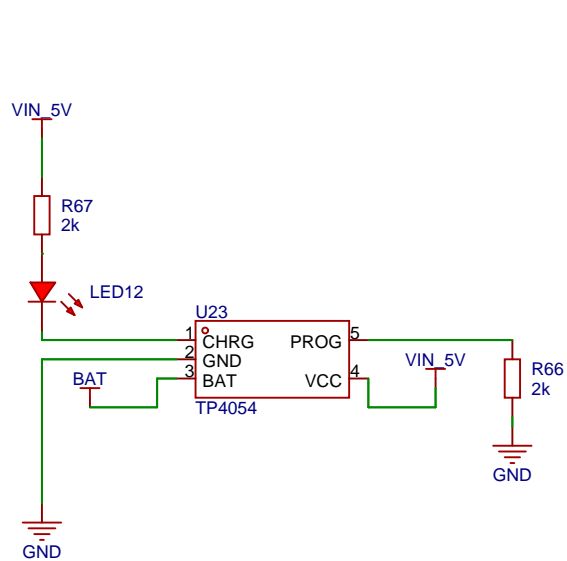 VIN_5V
R67
2k
LED12
U23
1
CHRG
PROG
5
2
GND
3
BAT
VCC
4
TP4054
BAT
VIN_5V
R66
2k
GND
GND